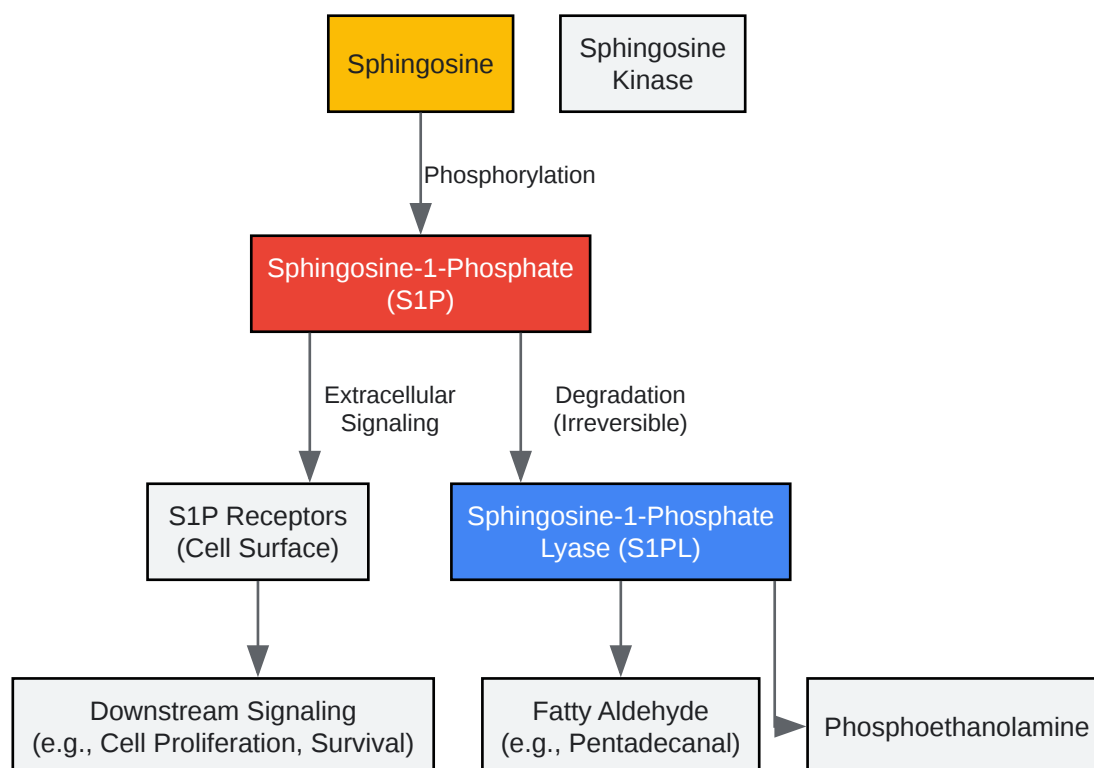 Sphingosine
Sphingosine
Kinase
Phosphorylation
Sphingosine-1-Phosphate
(S1P)
Extracellular
Signaling
Degradation
(Irreversible)
S1P Receptors
(Cell Surface)
Sphingosine-1-Phosphate
Lyase (S1PL)
Downstream Signaling
(e.g., Cell Proliferation, Survival)
Fatty Aldehyde
(e.g., Pentadecanal)
Phosphoethanolamine